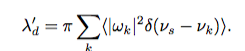 λ′_d = π ∑_k ⟨|ω_k|² δ(ν_s − ν_k)⟩.